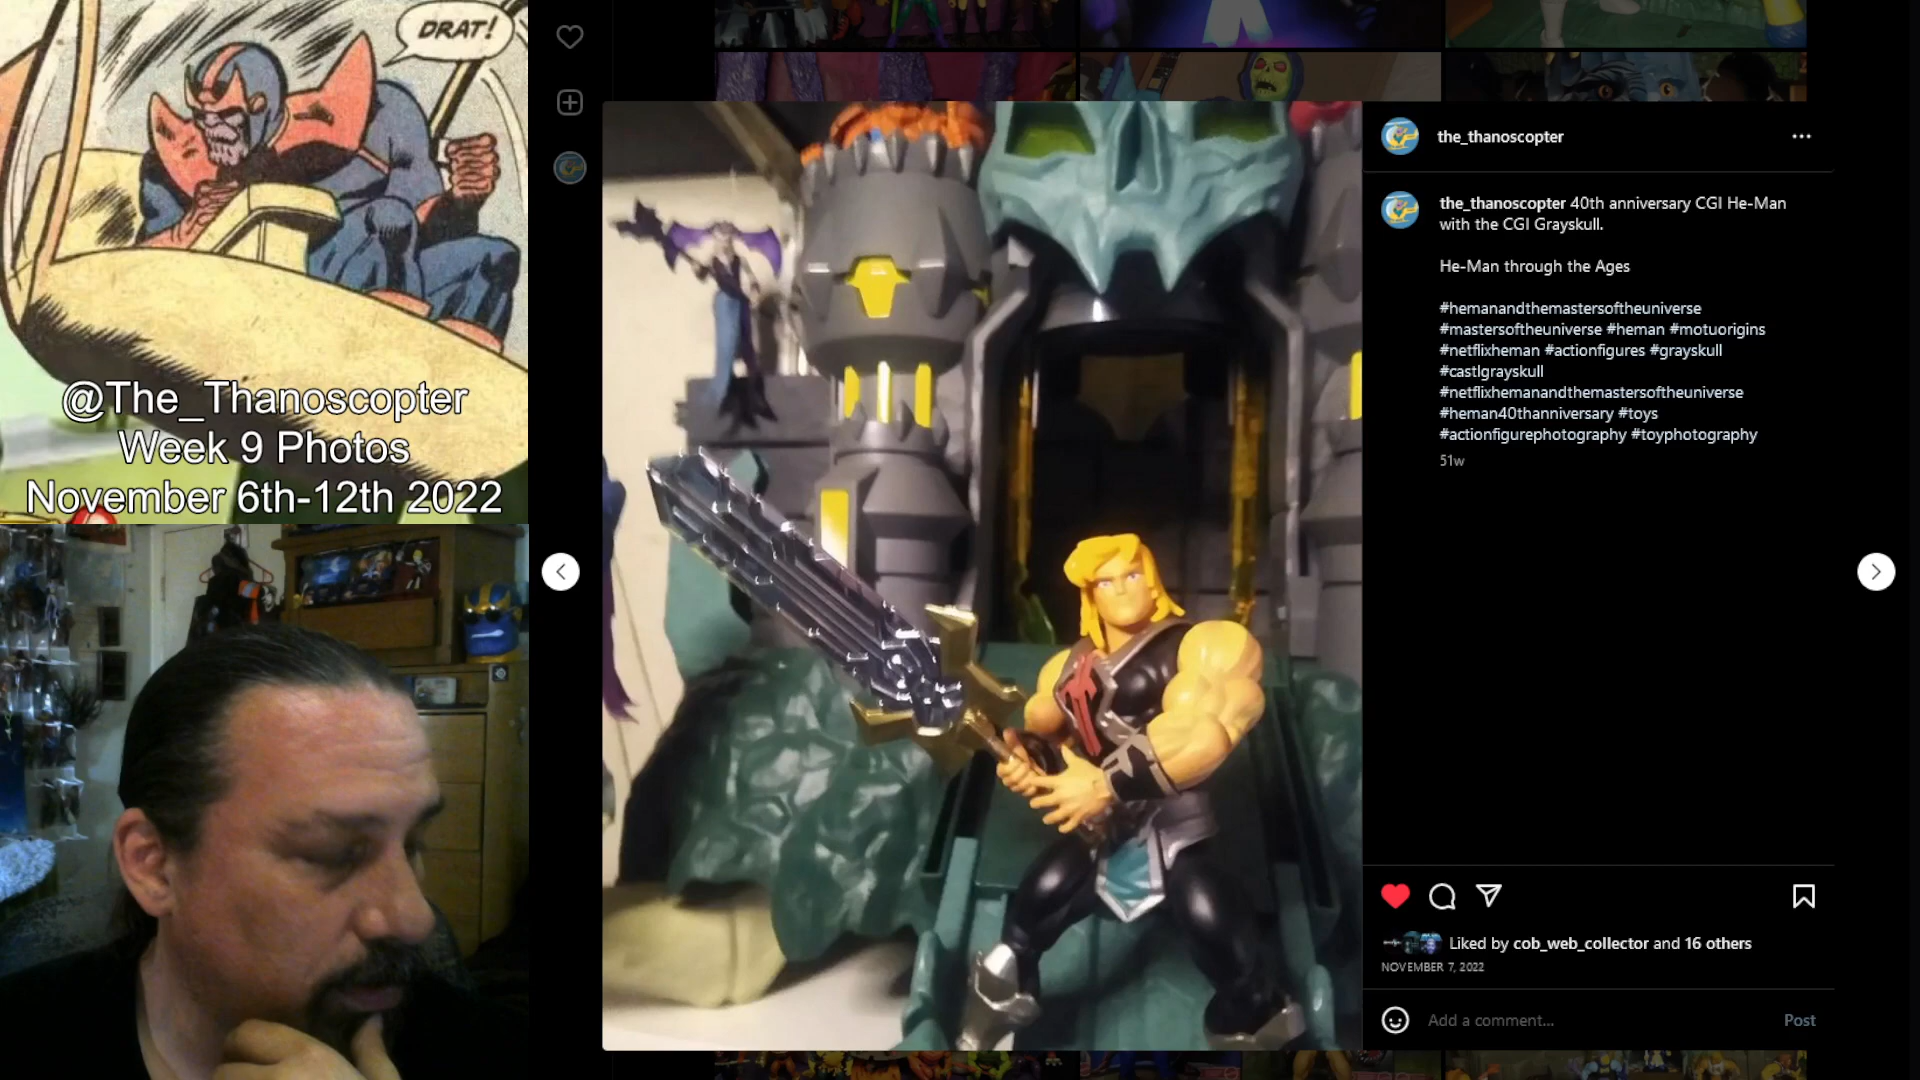 DRAT!
@The_Thanoscopter
Week 9 Photos
November 6th-12th 2022
the_thanoscopter
the_thanoscopter 40th anniversary CGI He-Man
with the CGI Grayskull.
He-Man through the Ages
#hemanandthemastersoftheuniverse
#mastersoftheuniverse #heman #motuorigins
#netflixheman #actionfigures #grayskull
#castlgrayskull
#netflixhemanandthemastersoftheuniverse
#heman40thanniversary #toys
#actionfigurephotography #toyphotography
51w
Liked by cob_web_collector and 16 others
NOVEMBER 7, 2022
Add a comment...
Post